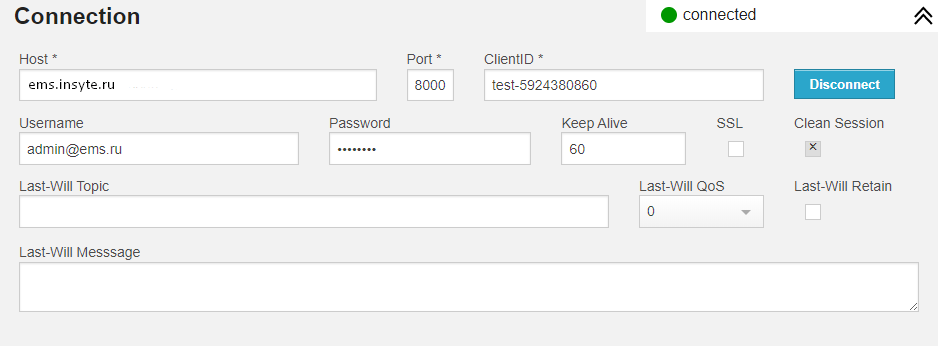 Connection
connected
Host * Port * ClientID *
ems.insyte.ru 8000 test-5924380860 Disconnect
Username Password Keep Alive SSL Clean Session
admin@ems.ru •••••••• 60
Last-Will Topic Last-Will QoS Last-Will Retain
0
Last-Will Messsage